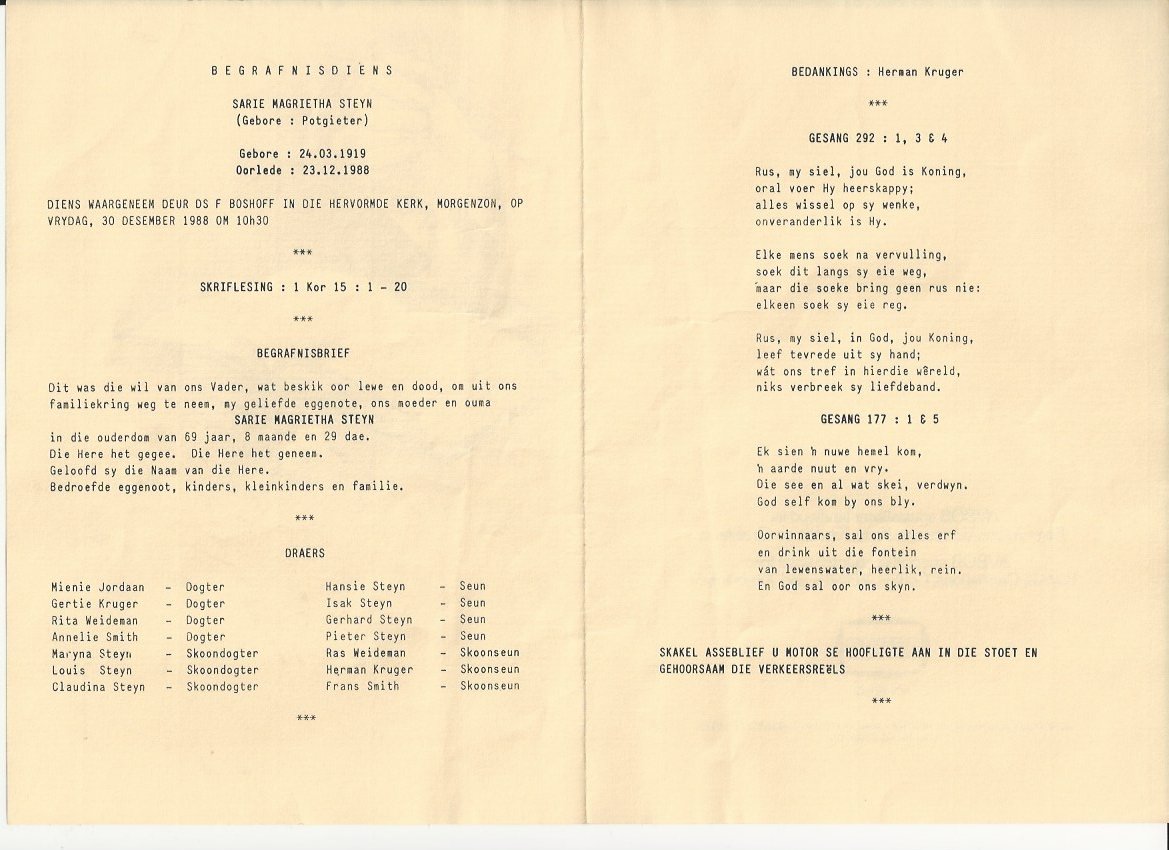 BEGRAFNISDIENS
SARIE MAGRIETHA STEYN
(Gebore : Potgieter)
Gebore : 24.03.1919
Oorlede : 23.12.1988
DIENS WAARGENEEM DEUR DS F BOSHOFF IN DIE HERVORMDE KERK, MORGENZON, OP
VRYDAG, 30 DESEMBER 1988 OM 10h30
***
SKRIFLESING : 1 Kor 15 : 1 - 20
***
BEGRAFNISBRIEF
Dit was die wil van ons Vader, wat beskik oor lewe en dood, om uit ons
familiekring weg te neem, my geliefde eggenote, ons moeder en ouma
SARIE MAGRIETHA STEYN
in die ouderdom van 69 jaar, 8 maande en 29 dae.
Die Here het gegee. Die Here het geneem.
Geloofd sy die Naam van die Here.
Bedroefde eggenoot, kinders, kleinkinders en familie.
***
DRAERS
Mienie Jordaan - Dogter Hansie Steyn - Seun
Gertie Kruger - Dogter Isak Steyn - Seun
Rita Weideman - Dogter Gerhard Steyn - Seun
Annelie Smith - Dogter Pieter Steyn - Seun
Maryna Steyn - Skoondogter Ras Weideman - Skoonseun
Louis Steyn - Skoondogter Herman Kruger - Skoonseun
Claudina Steyn - Skoondogter Frans Smith - Skoonseun
***
BEDANKINGS : Herman Kruger
***
GESANG 292 : 1, 3 & 4
Rus, my siel, jou God is Koning,
oral voer Hy heerskappy;
alles wissel op sy wenke,
onveranderlik is Hy.
Elke mens soek na vervulling,
soek dit langs sy eie weg,
maar die soeke bring geen rus nie:
elkeen soek sy eie reg.
Rus, my siel, in God, jou Koning,
leef tevrede uit sy hand;
wát ons tref in hierdie wêreld,
niks verbreek sy liefdeband.
GESANG 177 : 1 & 5
Ek sien 'n nuwe hemel kom,
'n aarde nuut en vry.
Die see en al wat skei, verdwyn.
God self kom by ons bly.
Oorwinnaars, sal ons alles erf
en drink uit die fontein
van lewenswater, heerlik, rein.
En God sal oor ons skyn.
***
SKAKEL ASSEBLIEF U MOTOR SE HOOFLIGTE AAN IN DIE STOET EN
GEHOORSAAM DIE VERKEERSREëLS
***